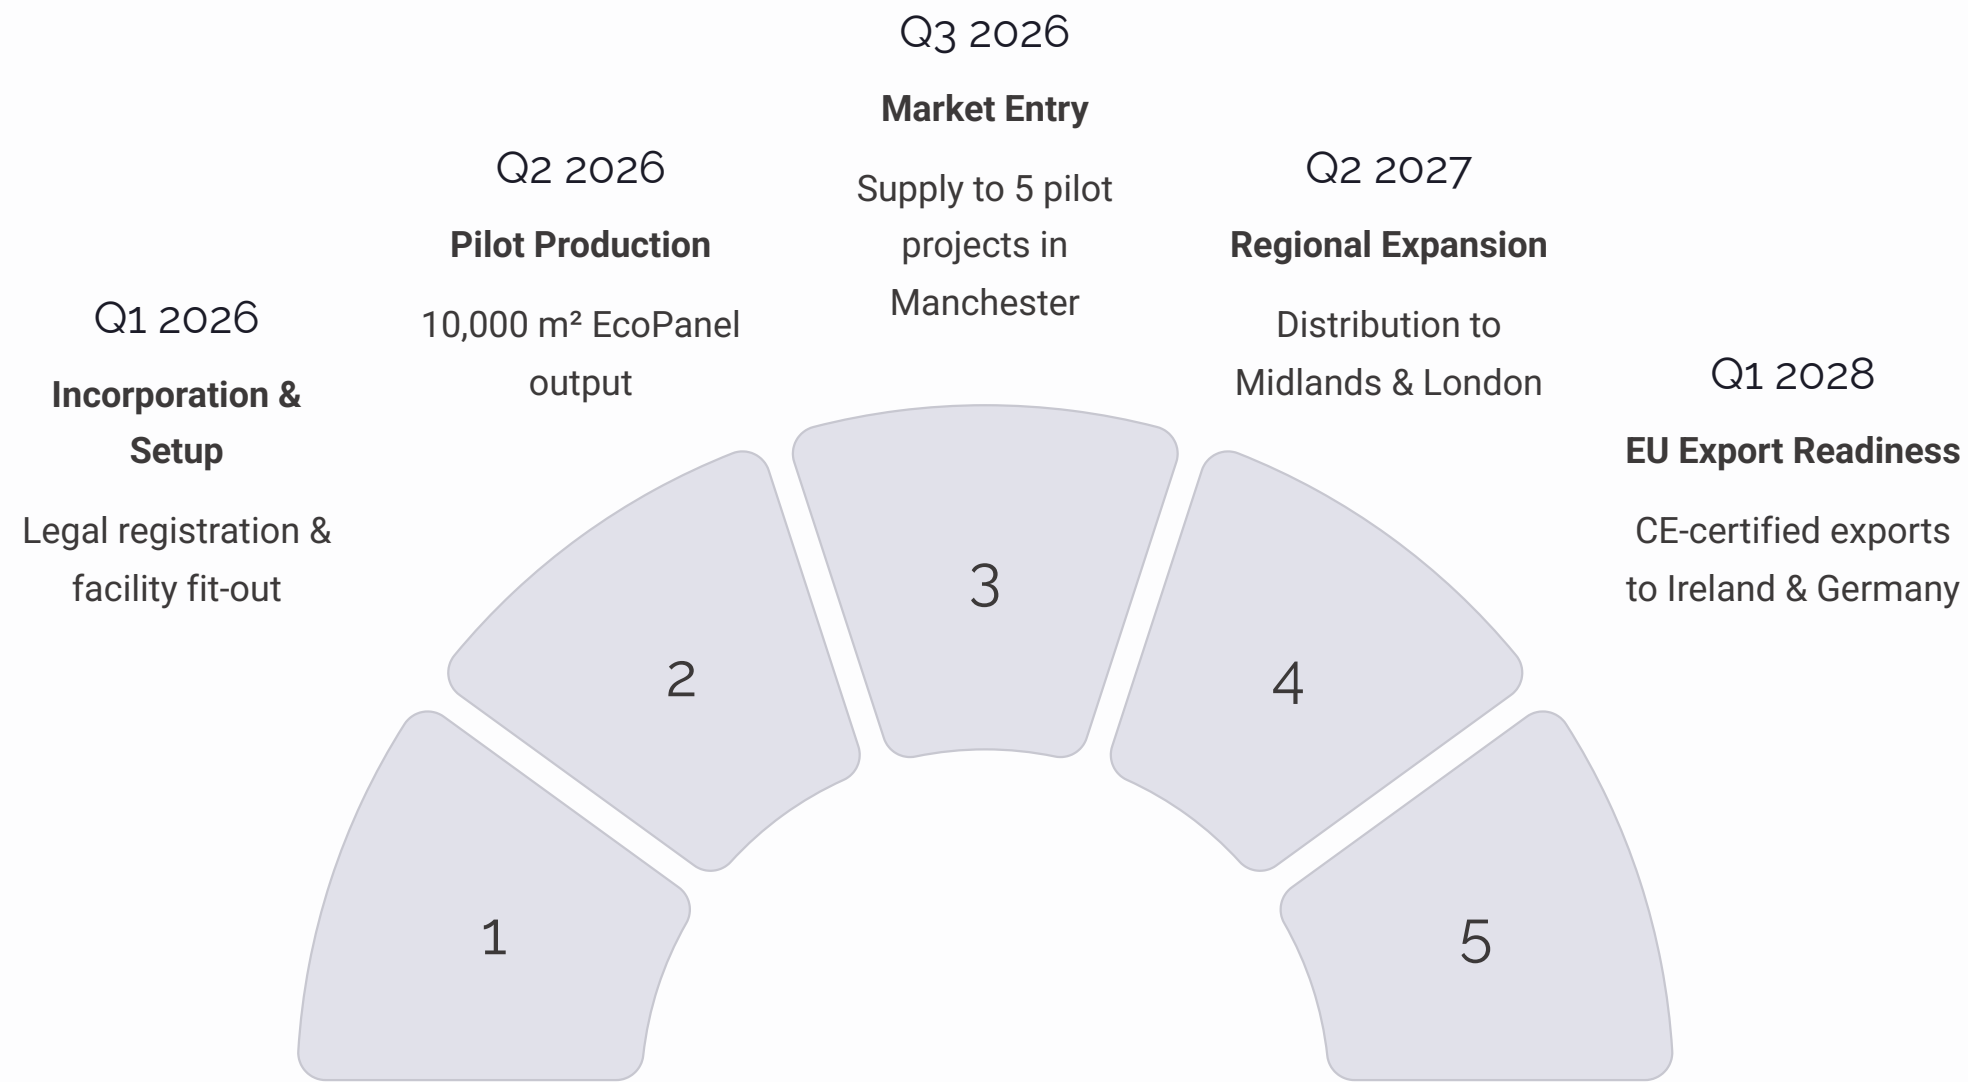 Q1 2026
Incorporation &
Setup
Legal registration &
facility fit-out
Q2 2026
Pilot Production
10,000 m² EcoPanel
output
Q3 2026
Market Entry
Supply to 5 pilot
projects in
Manchester
Q2 2027
Regional Expansion
Distribution to
Midlands & London
Q1 2028
EU Export Readiness
CE-certified exports
to Ireland & Germany
1
2
3
4
5